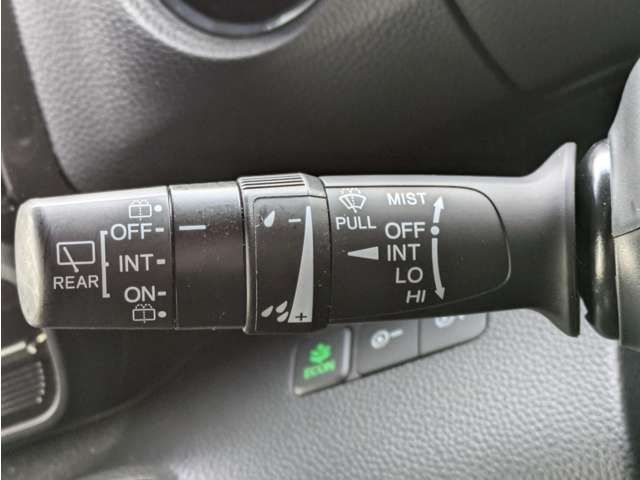 REAR
OFF
INT
ON
-
+
PULL
MIST
OFF
INT
LO
HI
ECON